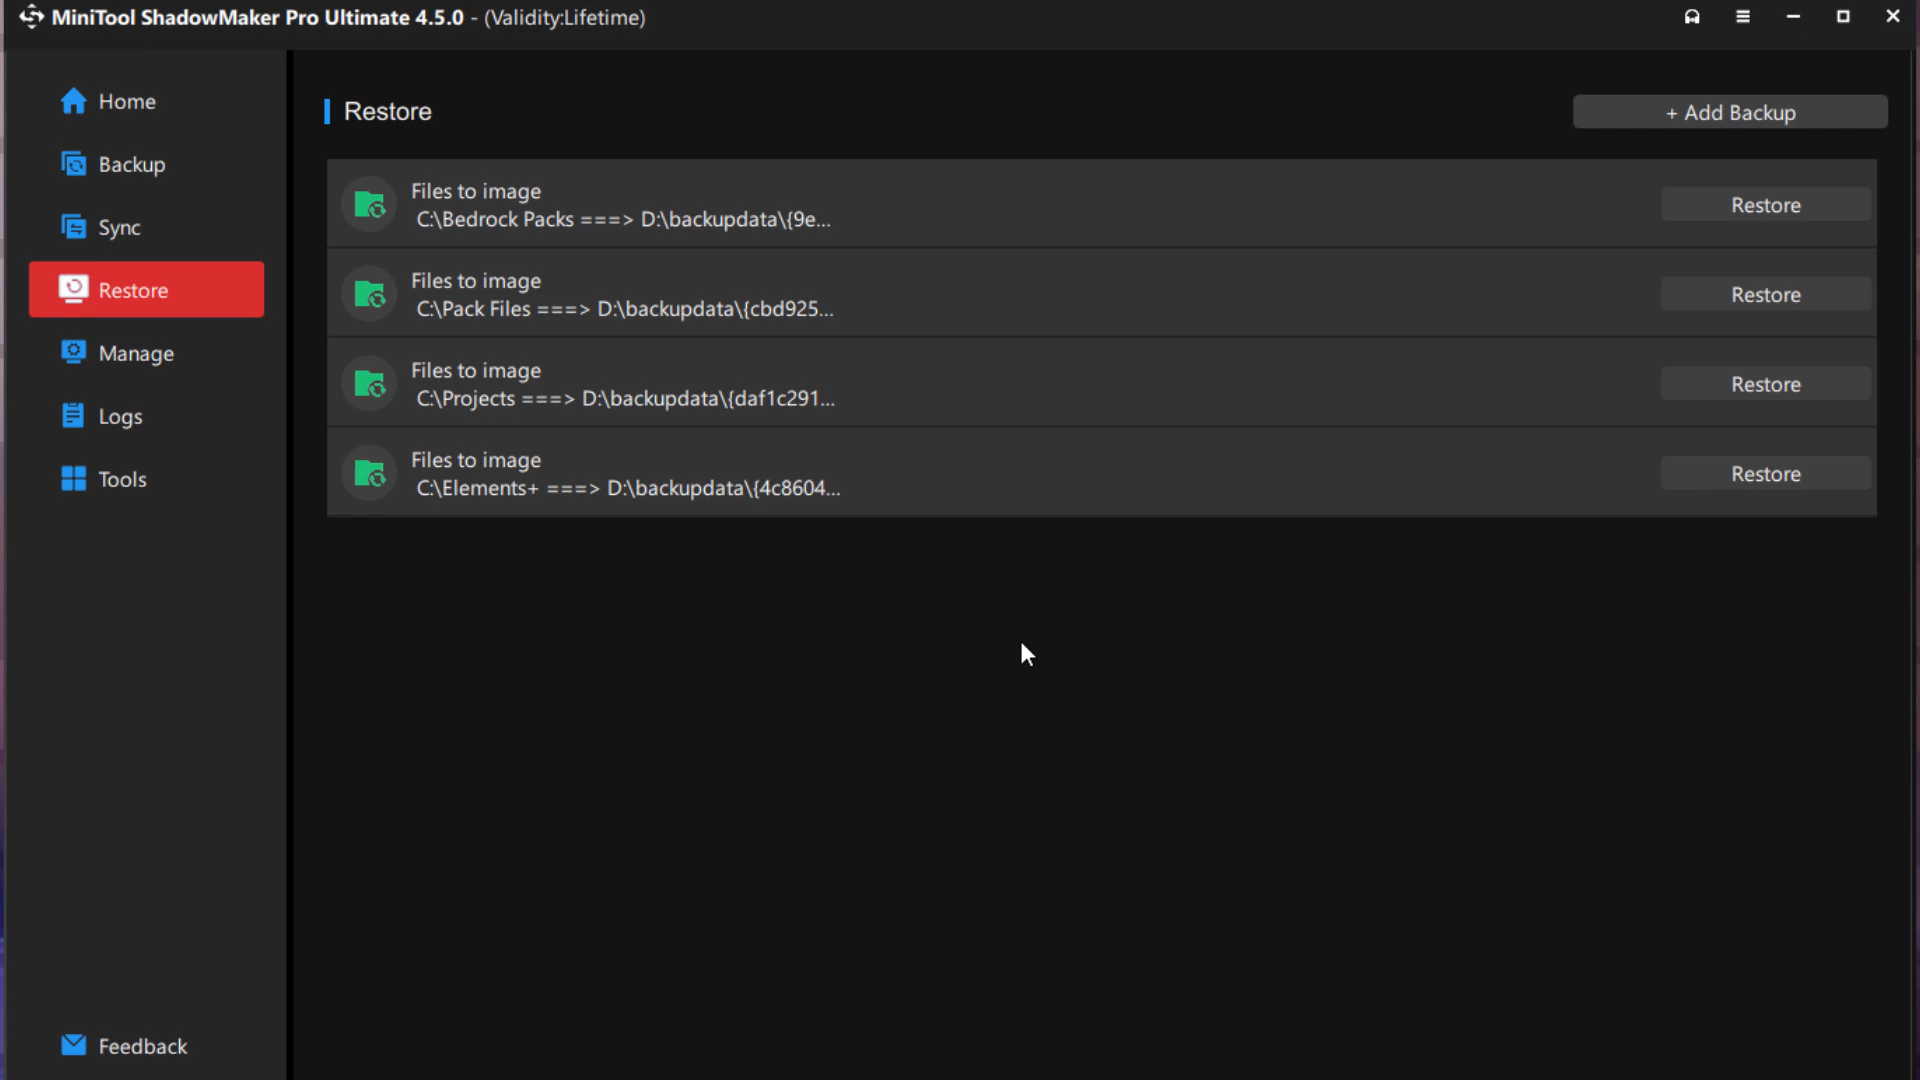 MiniTool ShadowMaker Pro Ultimate 4.5.0 - (Validity:Lifetime)
Home
Backup
Sync
Restore
Manage
Logs
Tools
Feedback
Restore
+ Add Backup
Files to image
C:\Bedrock Packs ===> D:\backupdata\{9e...
Restore
Files to image
C:\Pack Files ===> D:\backupdata\{cbd925...
Restore
Files to image
C:\Projects ===> D:\backupdata\{daf1c291...
Restore
Files to image
C:\Elements+ ===> D:\backupdata\{4c8604...
Restore